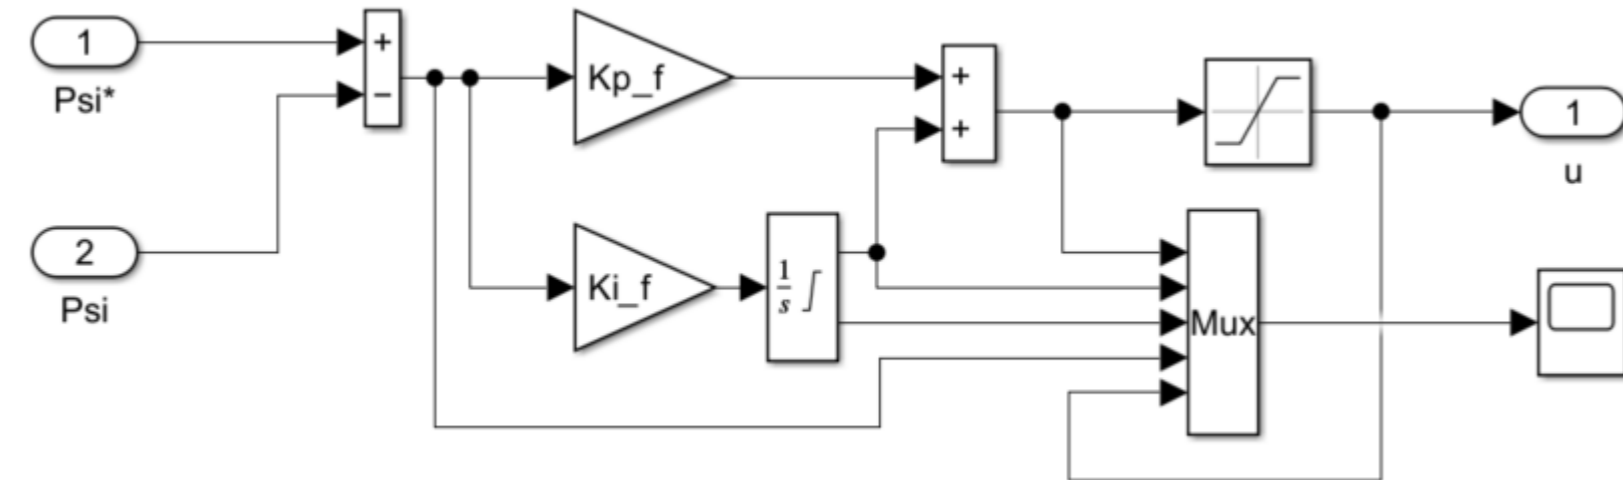 1
Psi*
2
Psi
+
−
Kp_f
Ki_f
1
s
+
+
Mux
1
u